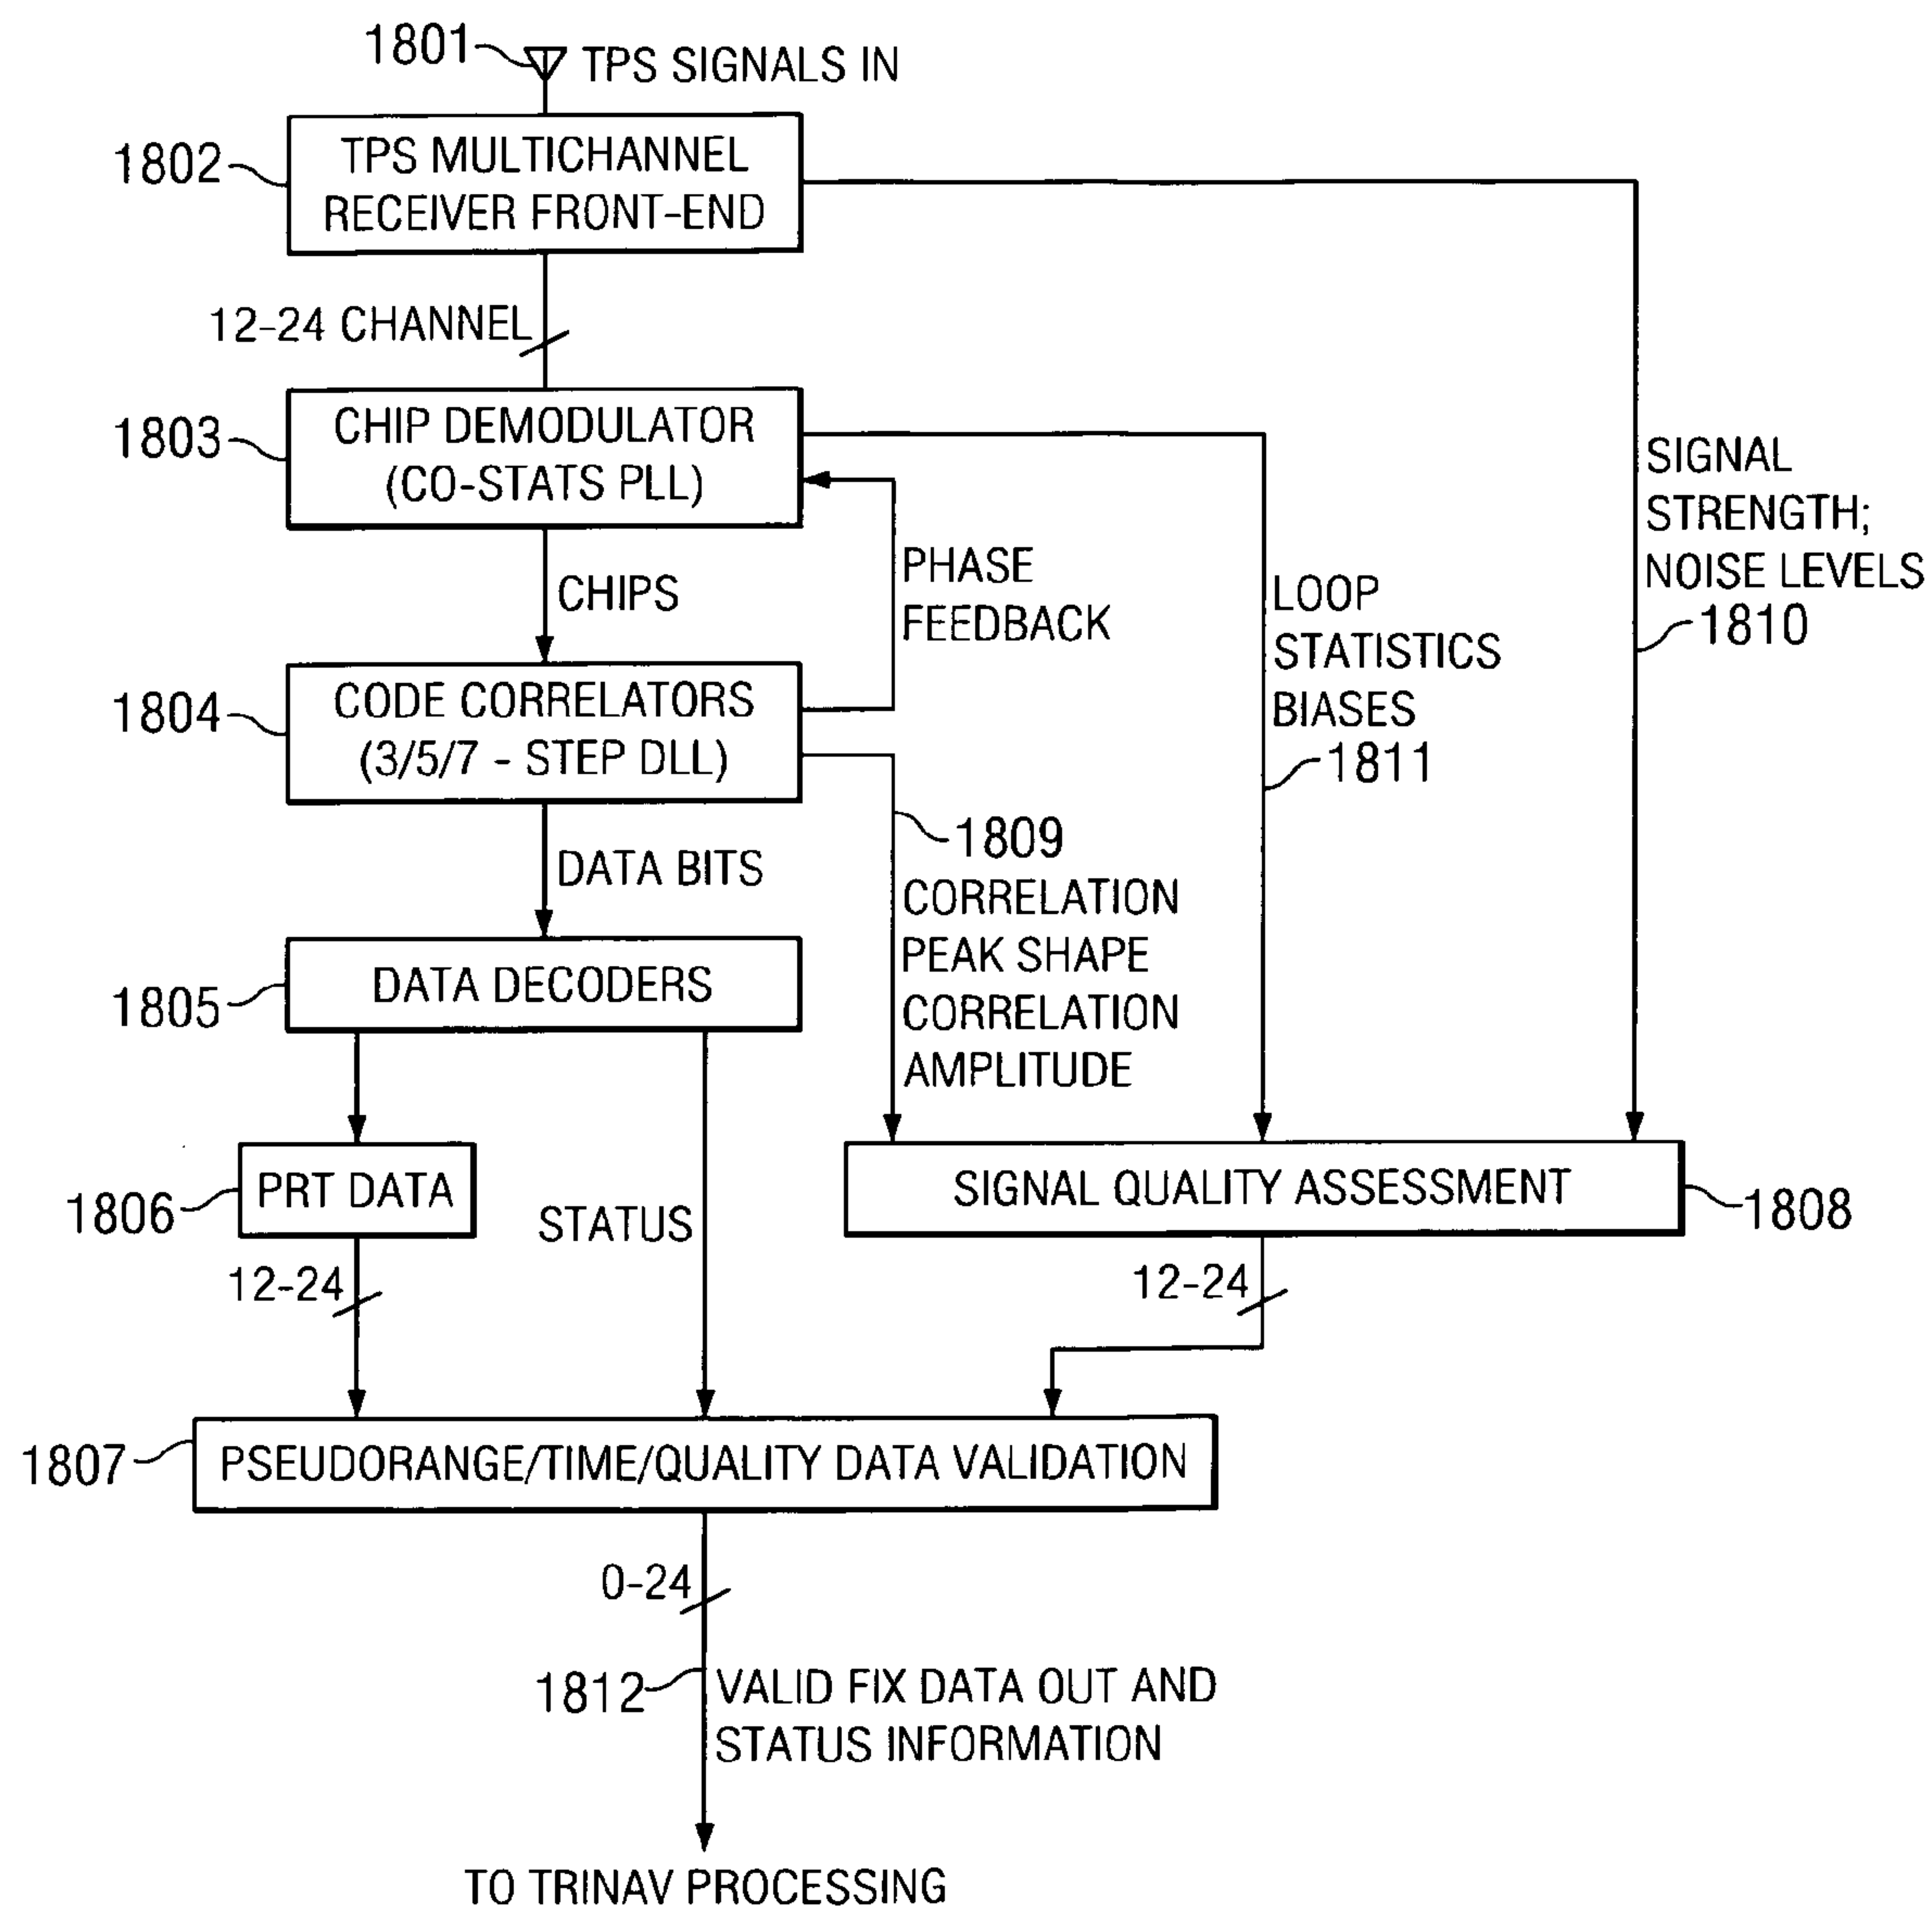 1801
TPS SIGNALS IN
1802
TPS MULTICHANNEL
RECEIVER FRONT-END
12-24 CHANNEL
1803
CHIP DEMODULATOR
(CO-STATS PLL)
SIGNAL
STRENGTH;
NOISE LEVELS
1810
PHASE
FEEDBACK
CHIPS
LOOP
STATISTICS
BIASES
1811
1804
CODE CORRELATORS
(3/5/7 - STEP DLL)
1809
CORRELATION
PEAK SHAPE
CORRELATION
AMPLITUDE
DATA BITS
1805
DATA DECODERS
1806
PRT DATA
STATUS
SIGNAL QUALITY ASSESSMENT
1808
12-24
12-24
1807
PSEUDORANGE/TIME/QUALITY DATA VALIDATION
0-24
1812
VALID FIX DATA OUT AND
STATUS INFORMATION
TO TRINAV PROCESSING